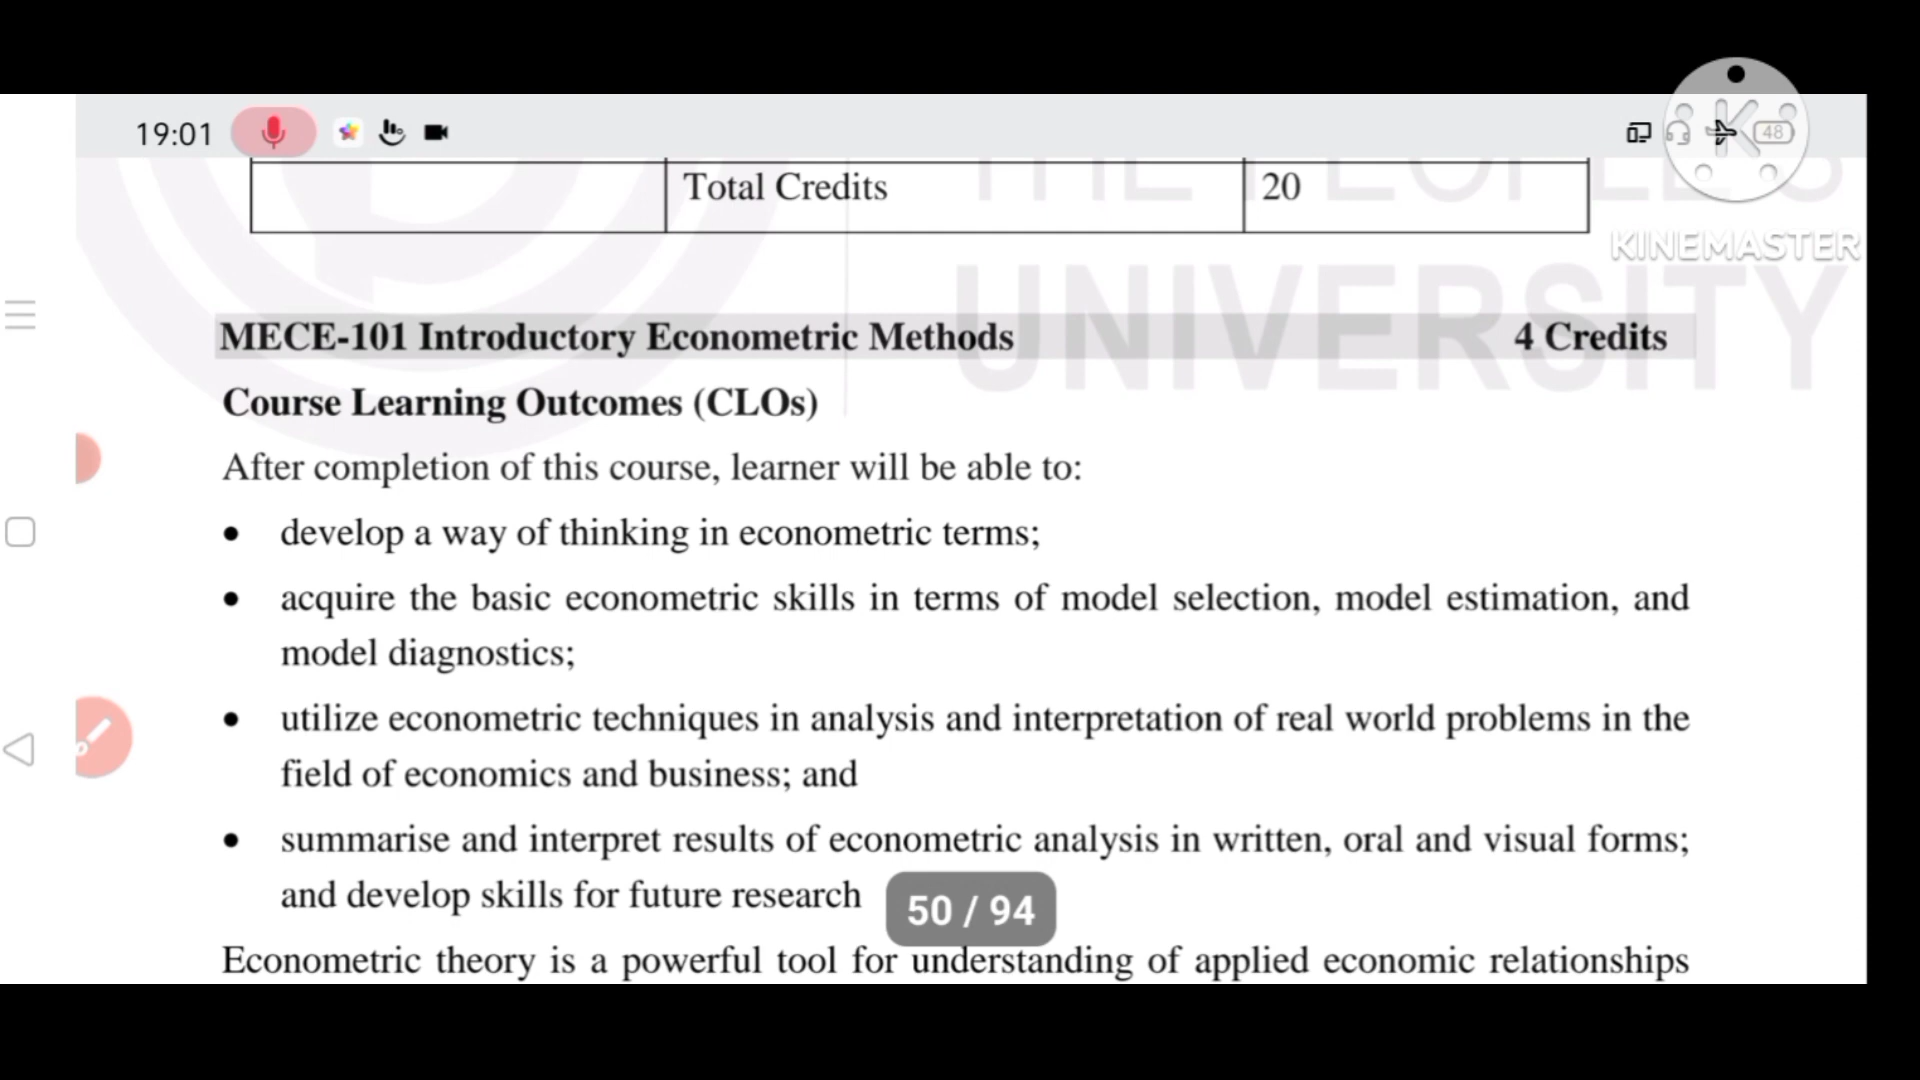 19:01
48
THE PEOPLE'S
Total Credits 20
KINEMASTER
UNIVERSITY
MECE-101 Introductory Econometric Methods 4 Credits
Course Learning Outcomes (CLOs)
After completion of this course, learner will be able to:
• develop a way of thinking in econometric terms;
• acquire the basic econometric skills in terms of model selection, model estimation, and
model diagnostics;
• utilize econometric techniques in analysis and interpretation of real world problems in the
field of economics and business; and
• summarise and interpret results of econometric analysis in written, oral and visual forms;
and develop skills for future research
50 / 94
Econometric theory is a powerful tool for understanding of applied economic relationships